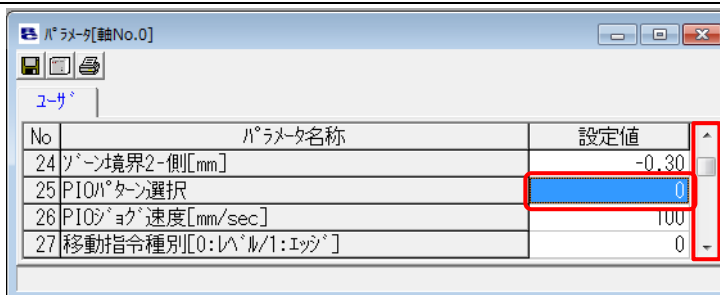 ﾊﾟﾗﾒｰﾀ[軸No.0]
ﾕｰｻﾞ
No ﾊﾟﾗﾒｰﾀ名称 設定値
24 ｿﾞｰﾝ境界2-側[mm] -0.30
25 PIOﾊﾟﾀｰﾝ選択 0
26 PIOｼﾞｮｸﾞ速度[mm/sec] 100
27 移動指令種別[0:ﾚﾍﾞﾙ/1:ｴｯｼﾞ] 0